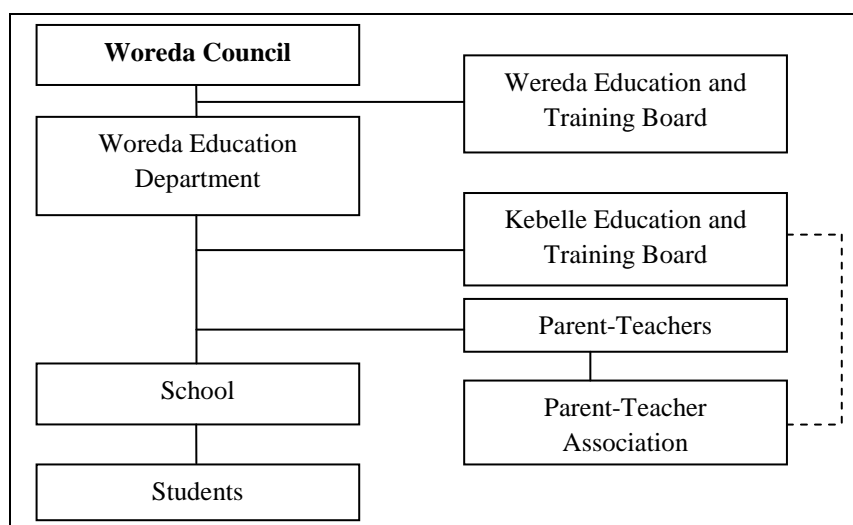 Woreda Council
Wereda Education and
Training Board
Woreda Education
Department
Kebelle Education and
Training Board
Parent-Teachers
School
Parent-Teacher
Association
Students